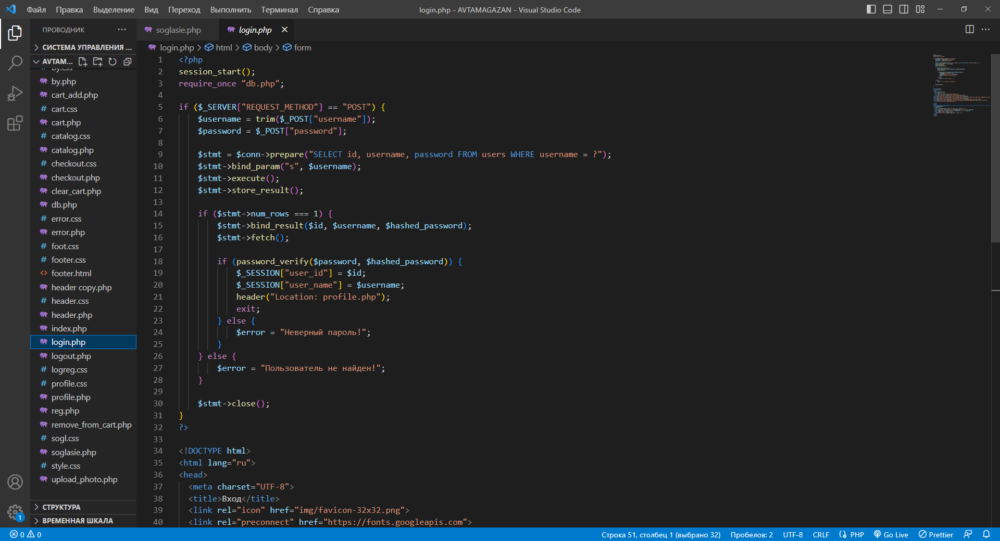 Файл Правка Выделение Вид Переход Выполнить Терминал Справка
login.php - AVTAMAGAZAN - Visual Studio Code
ПРОВОДНИК
СИСТЕМА УПРАВЛЕНИЯ ...
AVTAM...
by.css
by.php
cart_add.php
cart.css
cart.php
catalog.css
catalog.php
checkout.css
checkout.php
clear_cart.php
db.php
error.css
error.php
foot.css
footer.css
footer.html
header copy.php
header.css
header.php
index.php
login.php
logout.php
logreg.css
profile.css
profile.php
reg.php
remove_from_cart.php
sogl.css
soglasie.php
style.css
upload_photo.php
СТРУКТУРА
ВРЕМЕННАЯ ШКАЛА
soglasie.php login.php
login.php > html > body > form
1 <?php
2 session_start();
3 require_once "db.php";
4
5 if ($_SERVER["REQUEST_METHOD"] == "POST") {
6 $username = trim($_POST["username"]);
7 $password = $_POST["password"];
8
9 $stmt = $conn->prepare("SELECT id, username, password FROM users WHERE username = ?");
10 $stmt->bind_param("s", $username);
11 $stmt->execute();
12 $stmt->store_result();
13
14 if ($stmt->num_rows === 1) {
15 $stmt->bind_result($id, $username, $hashed_password);
16 $stmt->fetch();
17
18 if (password_verify($password, $hashed_password)) {
19 $_SESSION["user_id"] = $id;
20 $_SESSION["user_name"] = $username;
21 header("Location: profile.php");
22 exit;
23 } else {
24 $error = "Неверный пароль!";
25 }
26 } else {
27 $error = "Пользователь не найден!";
28 }
29
30 $stmt->close();
31 }
32 ?>
33
34 <!DOCTYPE html>
35 <html lang="ru">
36 <head>
37 <meta charset="UTF-8">
38 <title>Вход</title>
39 <link rel="icon" href="img/favicon-32x32.png">
40 <link rel="preconnect" href="https://fonts.googleapis.com">
1
0 0
Строка 51, столбец 1 (выбрано 32) Пробелов: 2 UTF-8 CRLF PHP Go Live Prettier